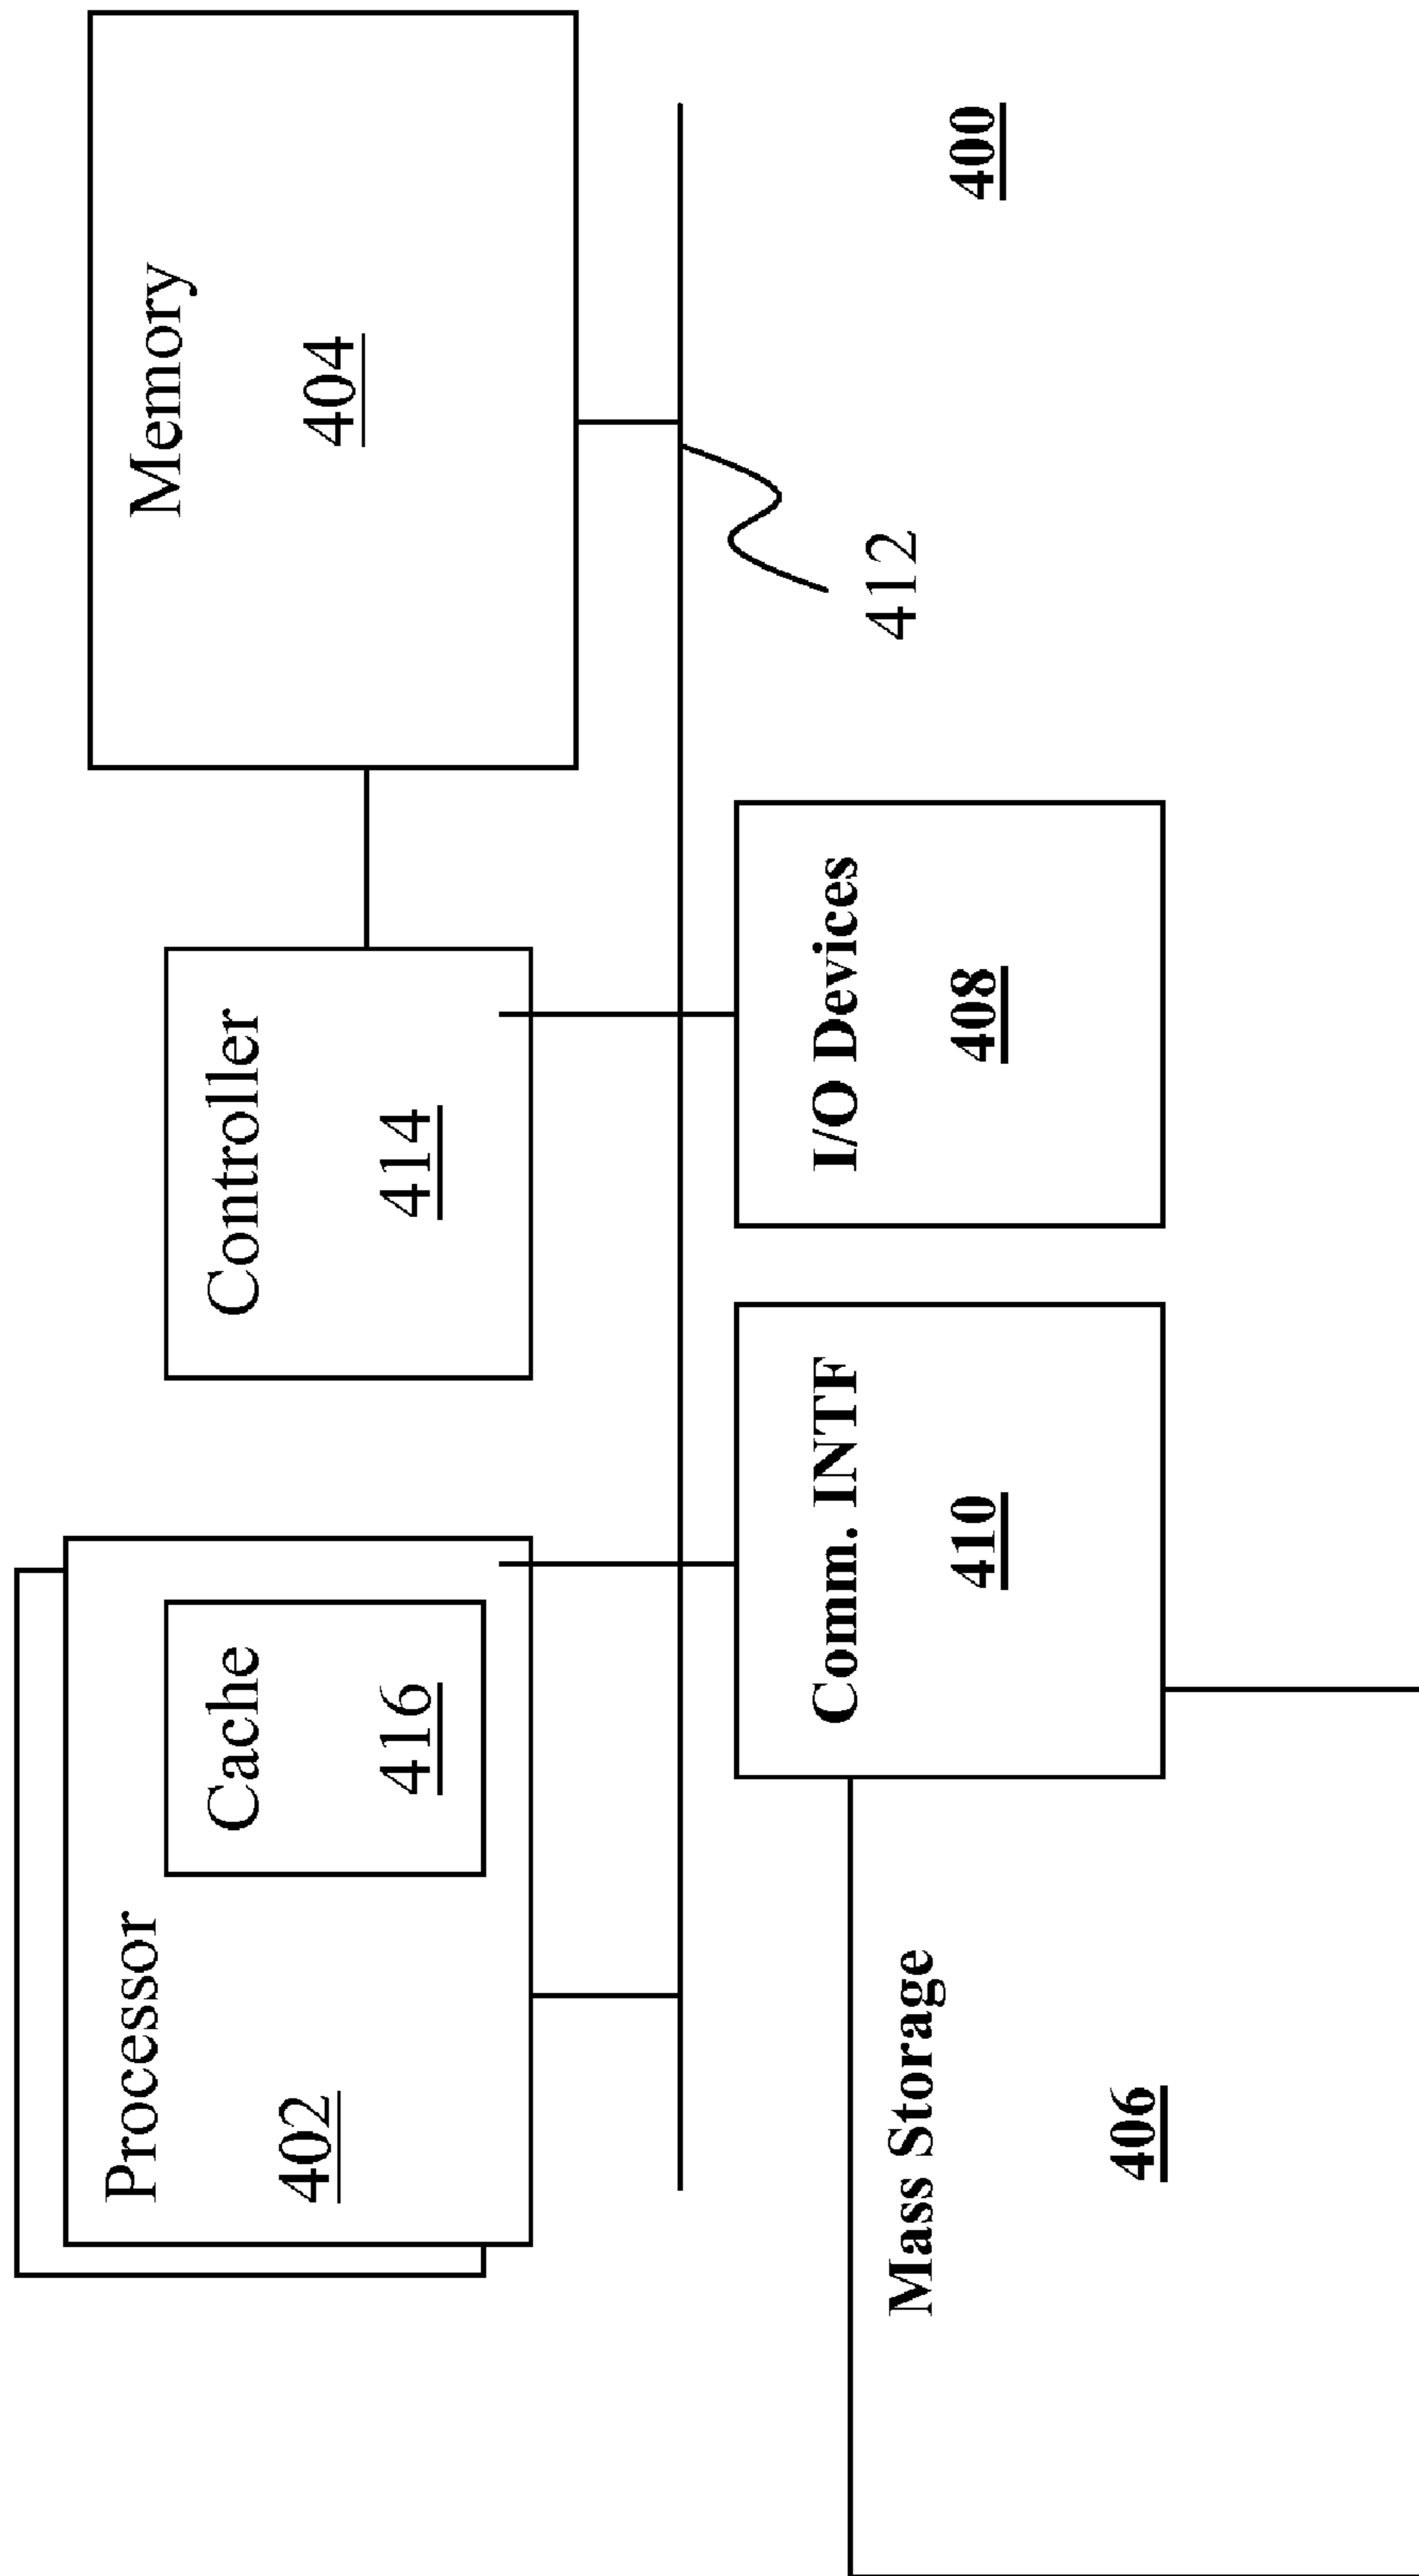 Processor
402
Cache
416
Controller
414
Memory
404
412
Mass Storage
406
Comm. INTF
410
I/O Devices
408
400